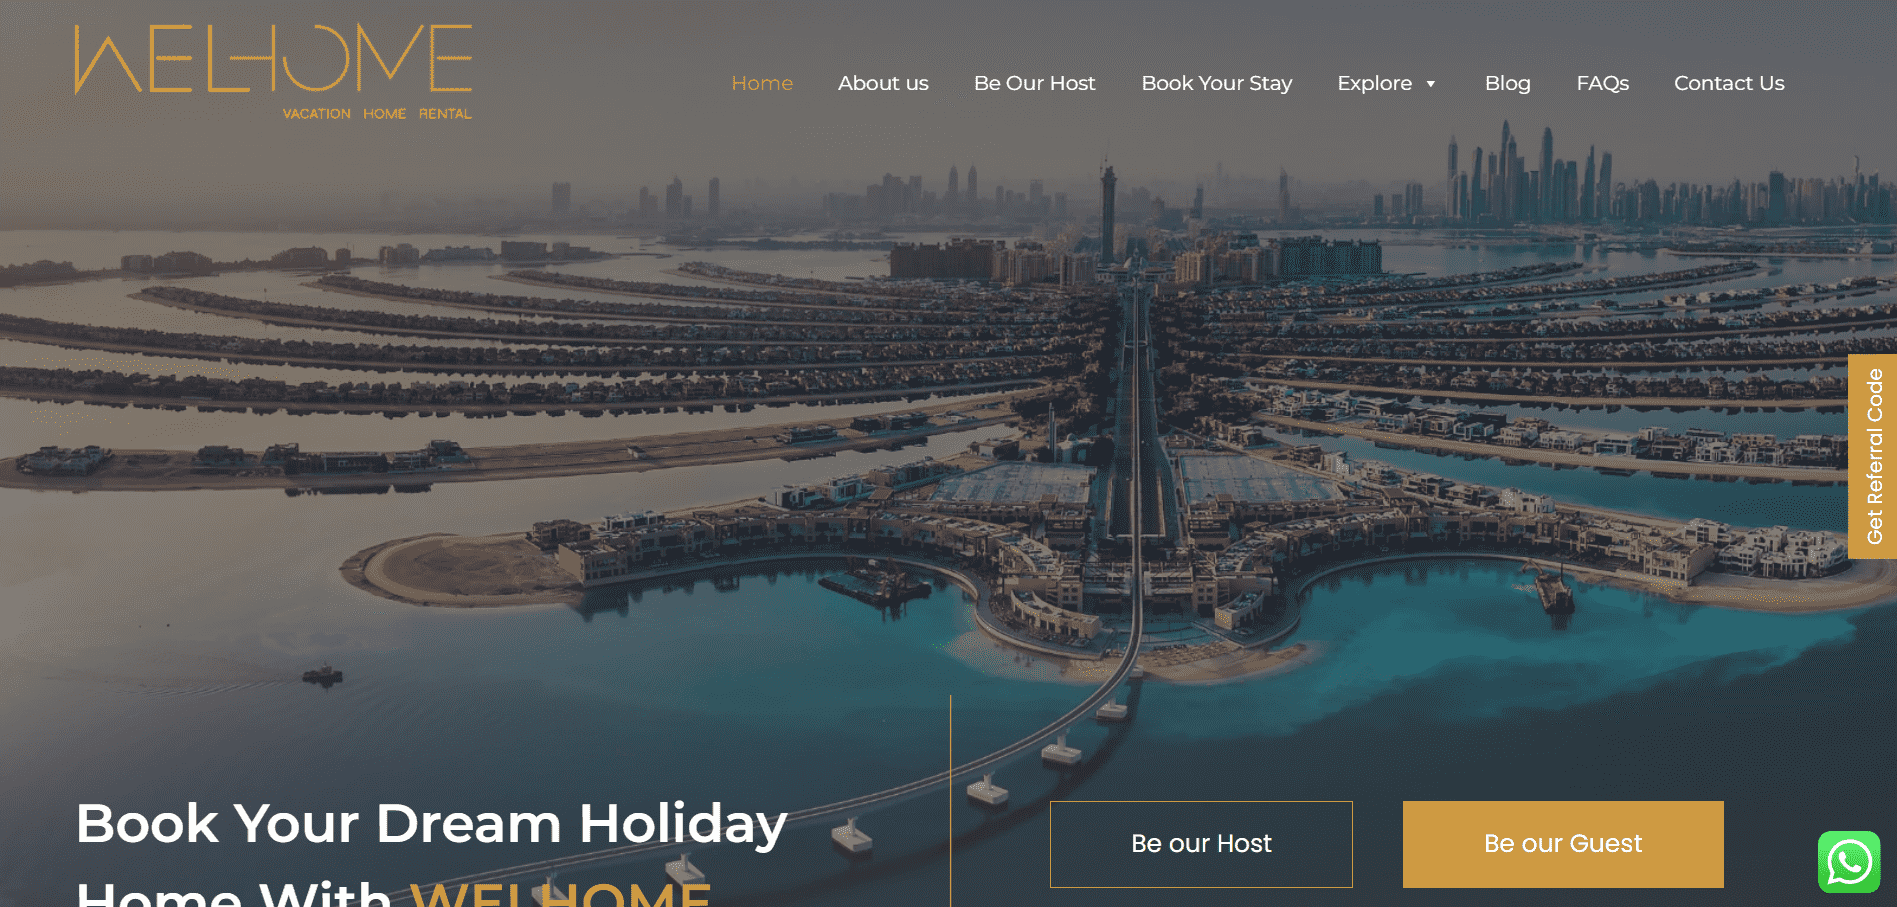 WELHOME
VACATION HOME RENTAL
Home About us Be Our Host Book Your Stay Explore Blog FAQs Contact Us
Get Referral Code
Book Your Dream Holiday
Home With WELHOME
Be our Host
Be our Guest